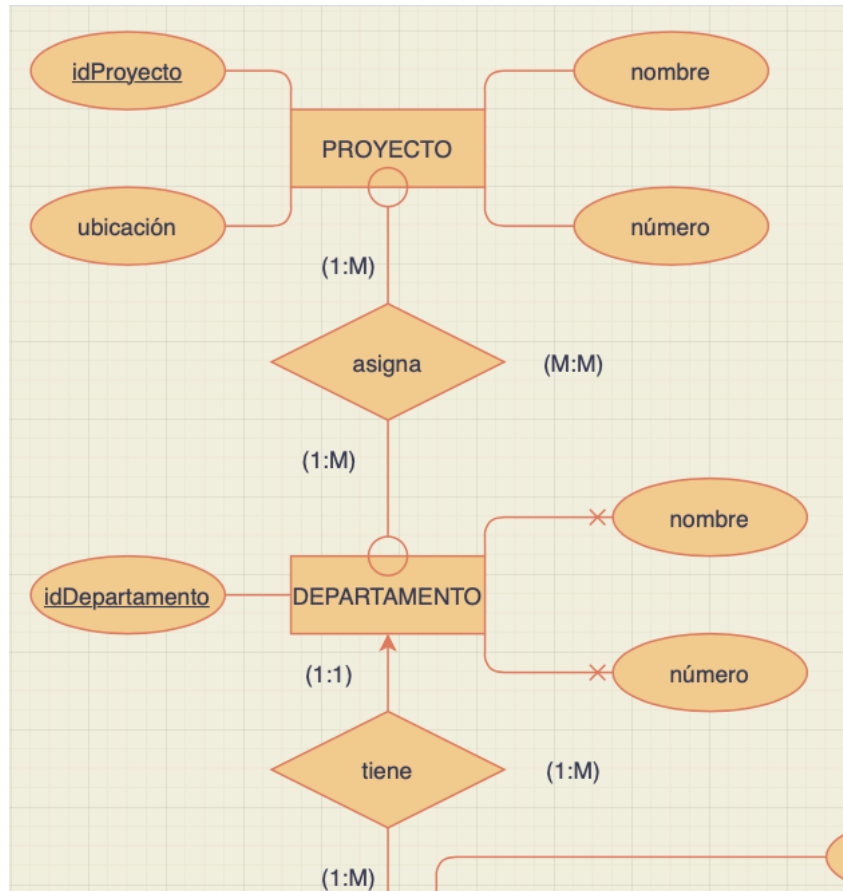 idProyecto
nombre
PROYECTO
ubicación
número
(1:M)
asigna
(M:M)
(1:M)
nombre
idDepartamento
DEPARTAMENTO
(1:1)
número
tiene
(1:M)
(1:M)